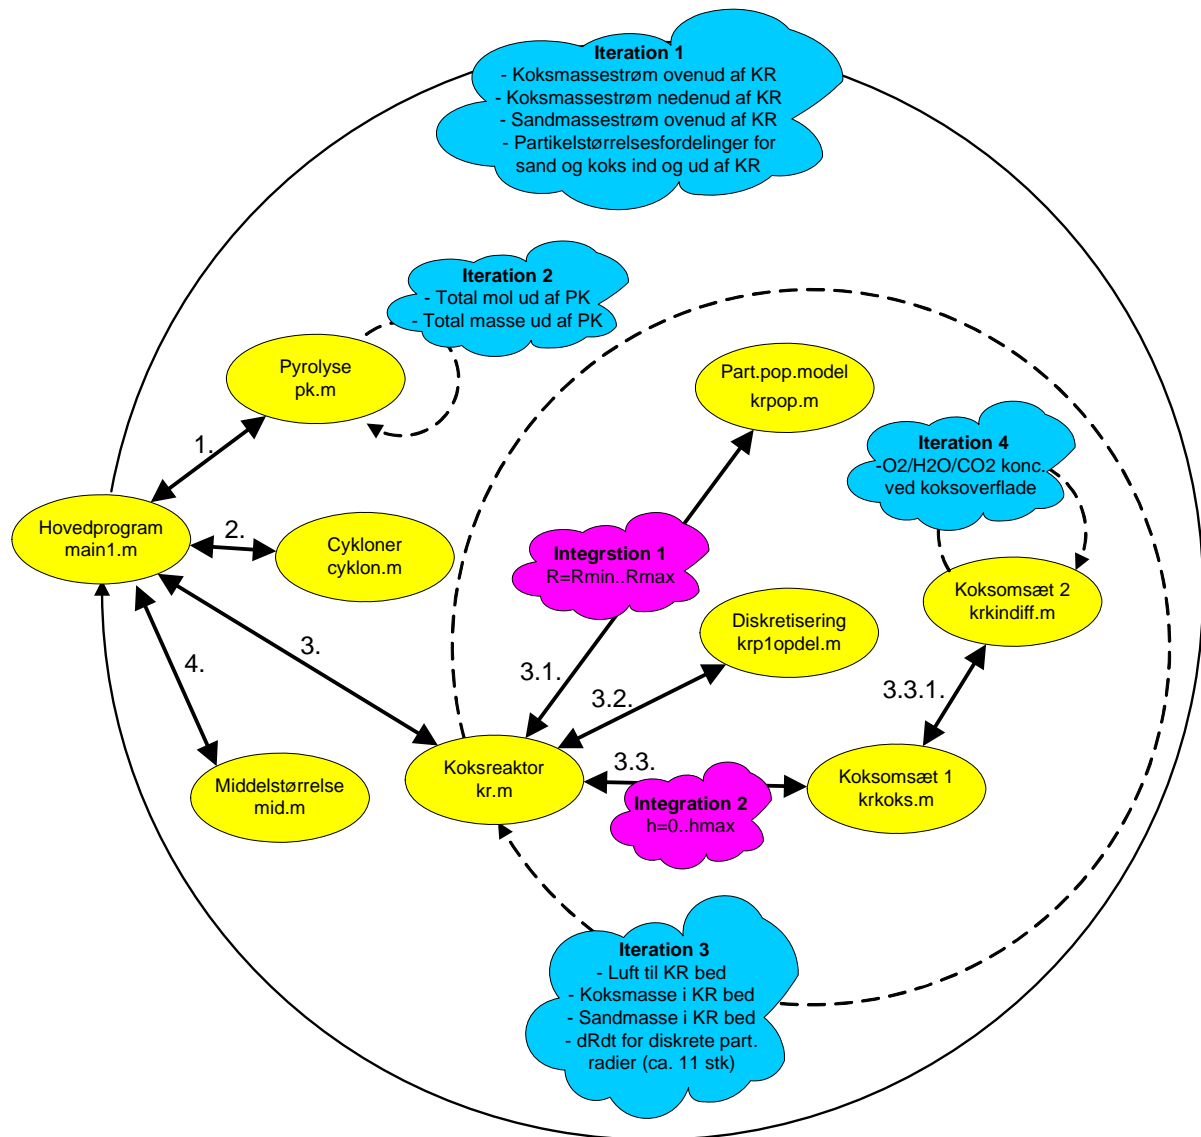 Iteration 1
- Koksmassestrøm ovenud af KR
- Koksmassestrøm nedenud af KR
- Sandmassestrøm ovenud af KR
- Partikelstørrelsesfordelinger for
sand og koks ind og ud af KR
Iteration 2
- Total mol ud af PK
- Total masse ud af PK
Pyrolyse
pk.m
Part.pop.model
krpop.m
Iteration 4
-O2/H2O/CO2 konc.
ved koksoverflade
1.
Hovedprogram
main1.m
2.
Cykloner
cyklon.m
Integrstion 1
R=Rmin..Rmax
Koksomsæt 2
krkindiff.m
Diskretisering
krp1opdel.m
3.
4.
3.1.
3.2.
3.3.1.
Middelstørrelse
mid.m
Koksreaktor
kr.m
3.3.
Integration 2
h=0..hmax
Koksomsæt 1
krkoks.m
Iteration 3
- Luft til KR bed
- Koksmasse i KR bed
- Sandmasse i KR bed
- dRdt for diskrete part.
radier (ca. 11 stk)